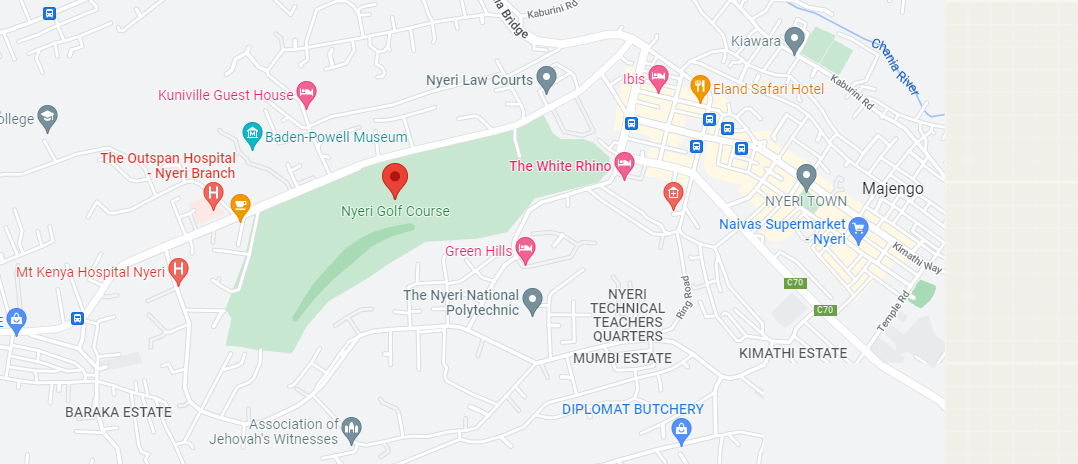 Kaburini Rd
Bridge
Kiawara
Chania River
Nyeri Law Courts
Ibis
Eland Safari Hotel
Kaburini Rd
Kuniville Guest House
ollege
Baden-Powell Museum
The Outspan Hospital
- Nyeri Branch
The White Rhino
Majengo
NYERI TOWN
Nyeri Golf Course
Naivas Supermarket
- Nyeri
Green Hills
Kimathi Way
Mt Kenya Hospital Nyeri
C70
The Nyeri National
Polytechnic
NYERI
TECHNICAL
TEACHERS
QUARTERS
Ring Road
C70
Temple Rd
MUMBI ESTATE
KIMATHI ESTATE
BARAKA ESTATE
DIPLOMAT BUTCHERY
Association of
Jehovah's Witnesses